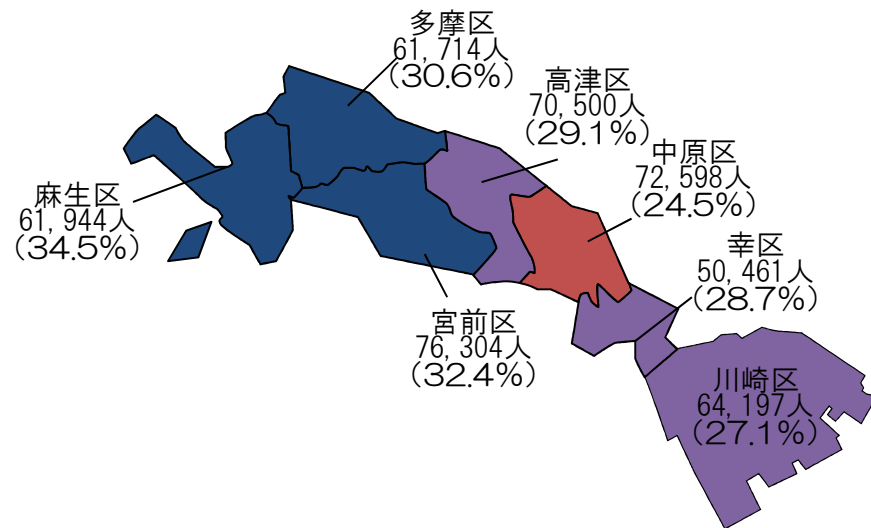 多摩区
61,714人
(30.6%)
高津区
70,500人
(29.1%)
中原区
72,598人
(24.5%)
麻生区
61,944人
(34.5%)
幸区
50,461人
(28.7%)
宮前区
76,304人
(32.4%)
川崎区
64,197人
(27.1%)